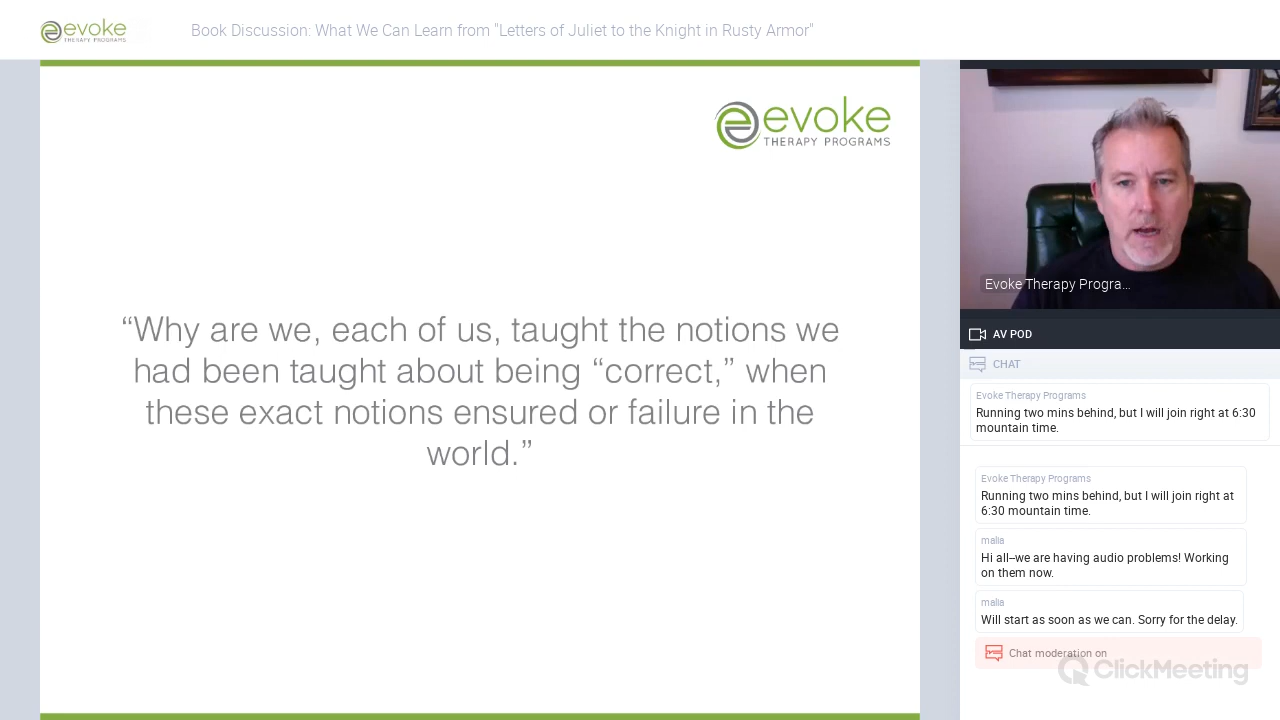 evoke
THERAPY PROGRAMS
Book Discussion: What We Can Learn from "Letters of Juliet to the Knight in Rusty Armor"
evoke
THERAPY PROGRAMS
“Why are we, each of us, taught the notions we
had been taught about being “correct,” when
these exact notions ensured or failure in the
world.”
Evoke Therapy Progra...
AV POD
CHAT
Evoke Therapy Programs
Running two mins behind, but I will join right at 6:30
mountain time.
Evoke Therapy Programs
Running two mins behind, but I will join right at
6:30 mountain time.
malia
Hi all--we are having audio problems! Working
on them now.
malia
Will start as soon as we can. Sorry for the delay.
Chat moderation on
ClickMeeting